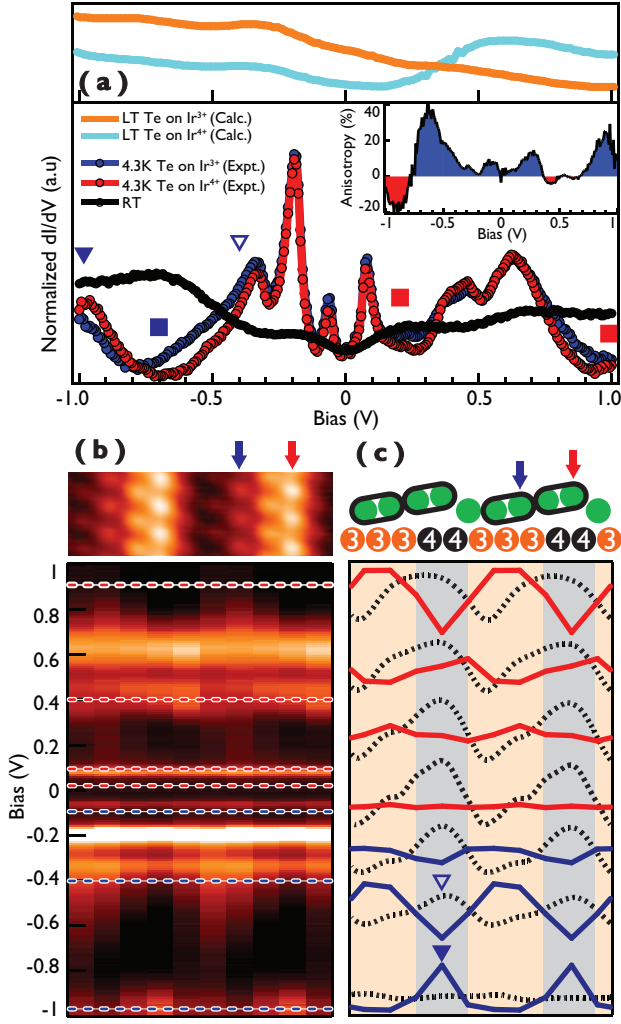 (a)
LT Te on Ir³⁺ (Calc.)
LT Te on Ir⁴⁺ (Calc.)
4.3K Te on Ir³⁺ (Expt.)
4.3K Te on Ir⁴⁺ (Expt.)
RT
Normalized dI/dV (a.u)
Anisotropy (%)
40
20
0
-20
-1 -0.5 0 0.5 1
Bias (V)
-1.0 -0.5 0 0.5 1.0
Bias (V)
(b)
(c)
3 3 3 4 4 3 3 3 4 4 3
Bias (V)
1
0.8
0.6
0.4
0.2
0
-0.2
-0.4
-0.6
-0.8
-1